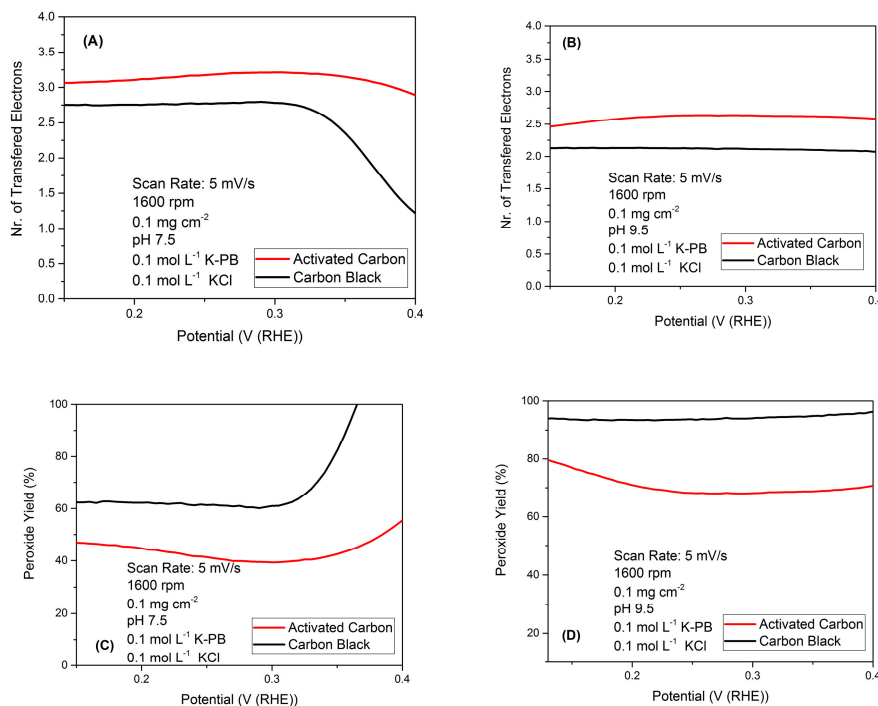 (A)
Nr. of Transfered Electrons
4.0
3.5
3.0
2.5
2.0
1.5
1.0
0.5
0.0
Scan Rate: 5 mV/s
1600 rpm
0.1 mg cm⁻²
pH 7.5
0.1 mol L⁻¹ K-PB
0.1 mol L⁻¹ KCl
Activated Carbon
Carbon Black
0.2 0.3 0.4
Potential (V (RHE))
(B)
Nr. of Transfered Electrons
4.0
3.5
3.0
2.5
2.0
1.5
1.0
0.5
0.0
Scan Rate: 5 mV/s
1600 rpm
0.1 mg cm⁻²
pH 9.5
0.1 mol L⁻¹ K-PB
0.1 mol L⁻¹ KCl
Activated Carbon
Carbon Black
0.2 0.3 0.4
Potential (V (RHE))
Peroxide Yield (%)
100
80
60
40
20
0
Scan Rate: 5 mV/s
1600 rpm
0.1 mg cm⁻²
pH 7.5
0.1 mol L⁻¹ K-PB
0.1 mol L⁻¹ KCl
(C)
Activated Carbon
Carbon Black
0.2 0.3 0.4
Potential (V (RHE))
Peroxide Yield (%)
100
80
60
40
20
Scan Rate: 5 mV/s
1600 rpm
0.1 mg cm⁻²
pH 9.5
0.1 mol L⁻¹ K-PB
0.1 mol L⁻¹ KCl
(D)
Activated Carbon
Carbon Black
0.2 0.3 0.4
Potential (V (RHE))